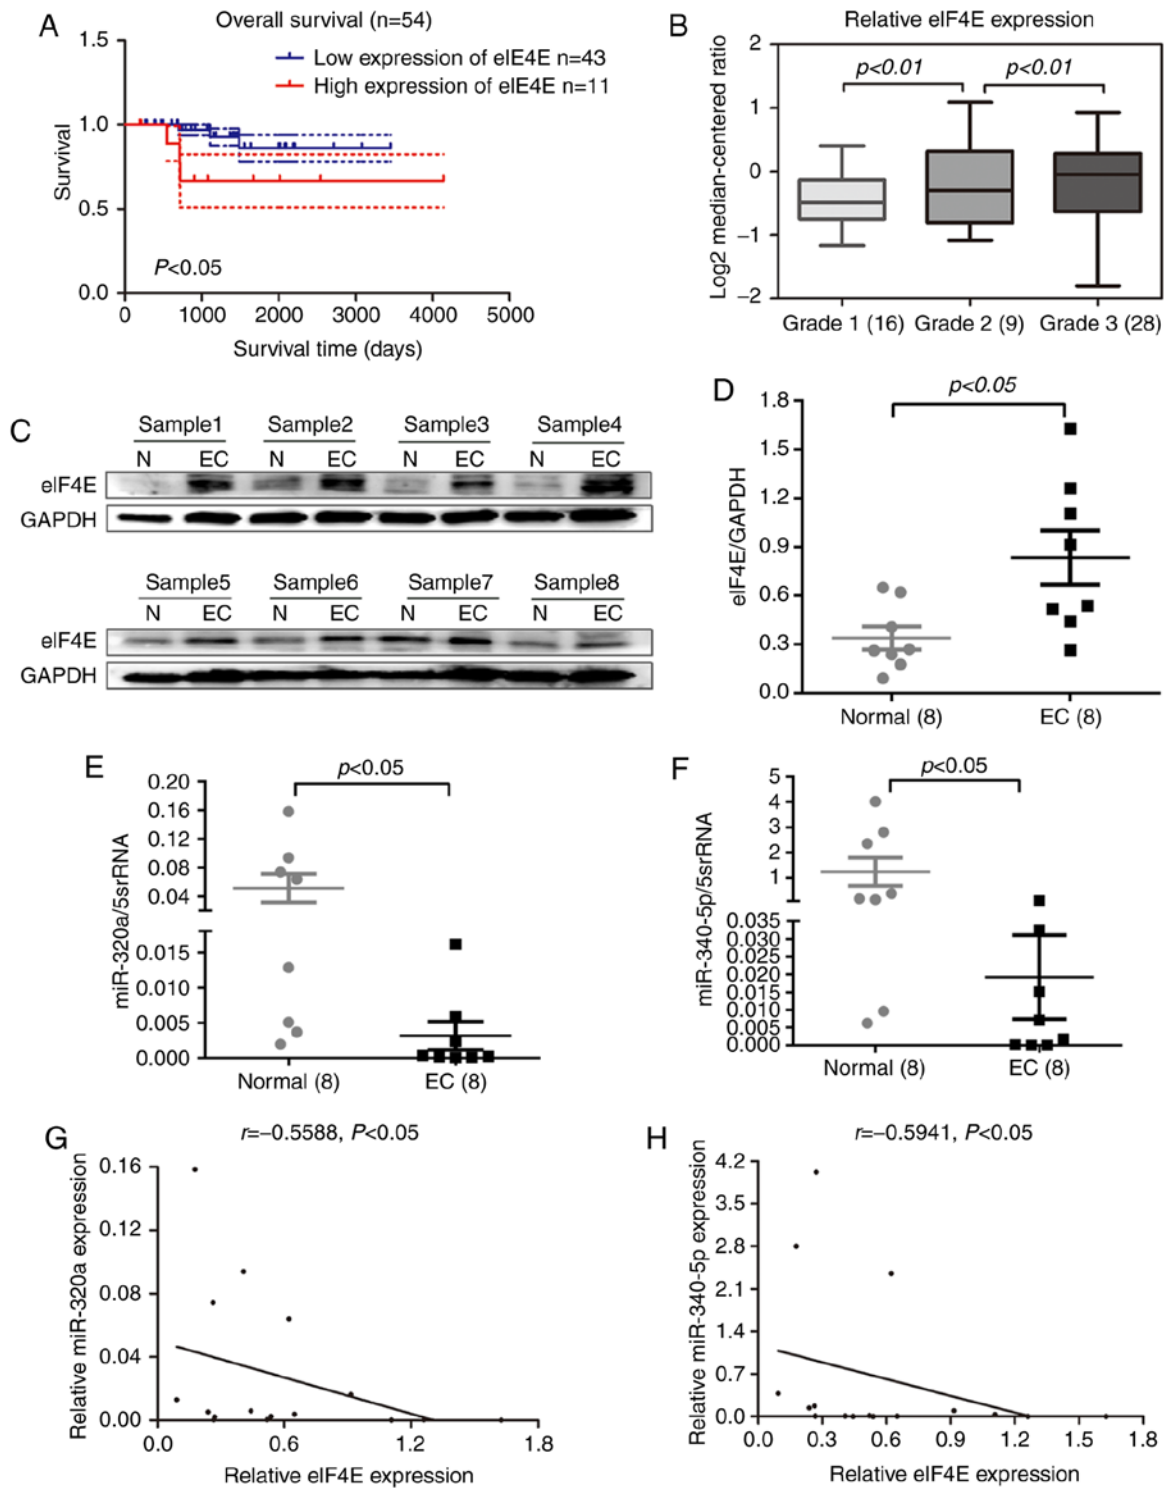 A
Overall survival (n=54)
Low expression of eIE4E n=43
High expression of eIE4E n=11
1.5
1.0
0.5
0.0
Survival
P<0.05
0 1000 2000 3000 4000 5000
Survival time (days)
B
Relative eIF4E expression
p<0.01 p<0.01
2
1
0
−1
−2
Log2 median-centered ratio
Grade 1 (16) Grade 2 (9) Grade 3 (28)
C
Sample1 Sample2 Sample3 Sample4
N EC N EC N EC N EC
eIF4E
GAPDH
Sample5 Sample6 Sample7 Sample8
N EC N EC N EC N EC
eIF4E
GAPDH
D
p<0.05
1.8
1.5
1.2
0.9
0.6
0.3
0.0
eIF4E/GAPDH
Normal (8) EC (8)
E
p<0.05
0.20
0.16
0.12
0.08
0.04
0.015
0.010
0.005
0.000
miR-320a/5srRNA
Normal (8) EC (8)
F
p<0.05
5
4
3
2
1
0.035
0.030
0.025
0.020
0.015
0.010
0.005
0.000
miR-340-5p/5srRNA
Normal (8) EC (8)
G
r=−0.5588, P<0.05
0.16
0.12
0.08
0.04
0.00
Relative miR-320a expression
0.0 0.6 1.2 1.8
Relative eIF4E expression
H
r=−0.5941, P<0.05
4.2
3.5
2.8
2.1
1.4
0.7
0.0
Relative miR-340-5p expression
0.0 0.3 0.6 0.9 1.2 1.5 1.8
Relative eIF4E expression